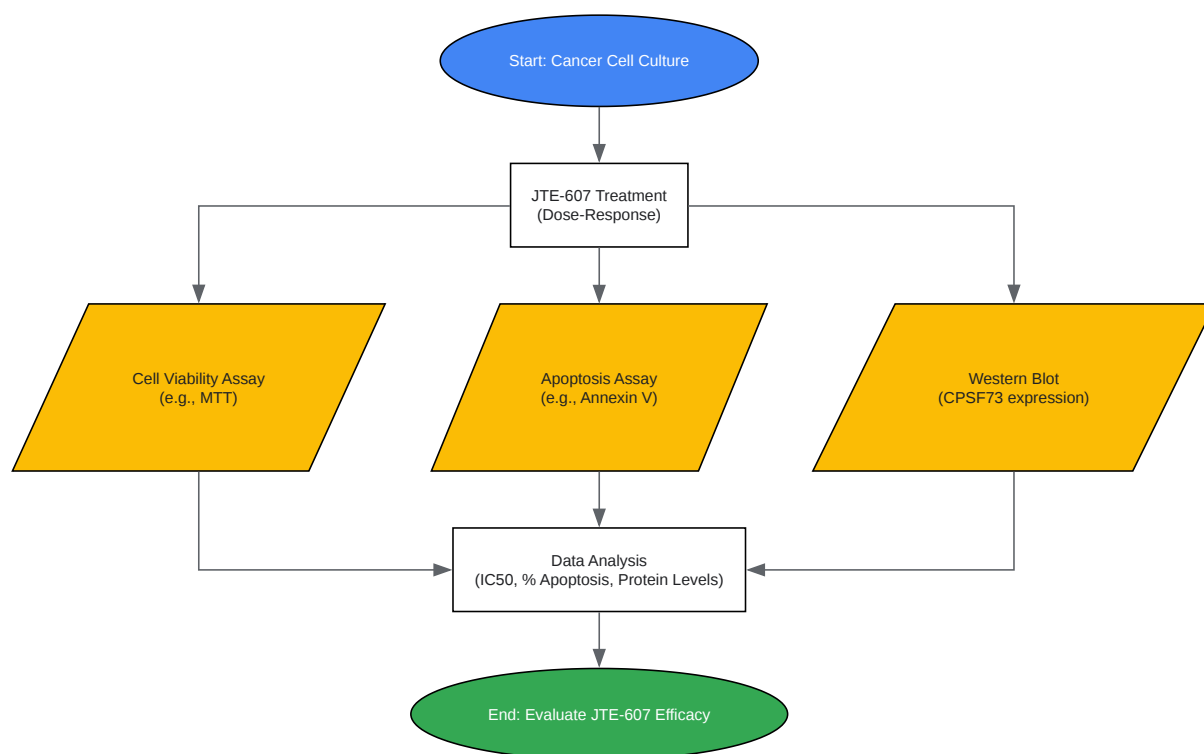 Start: Cancer Cell Culture
JTE-607 Treatment
(Dose-Response)
Cell Viability Assay
(e.g., MTT)
Apoptosis Assay
(e.g., Annexin V)
Western Blot
(CPSF73 expression)
Data Analysis
(IC50, % Apoptosis, Protein Levels)
End: Evaluate JTE-607 Efficacy